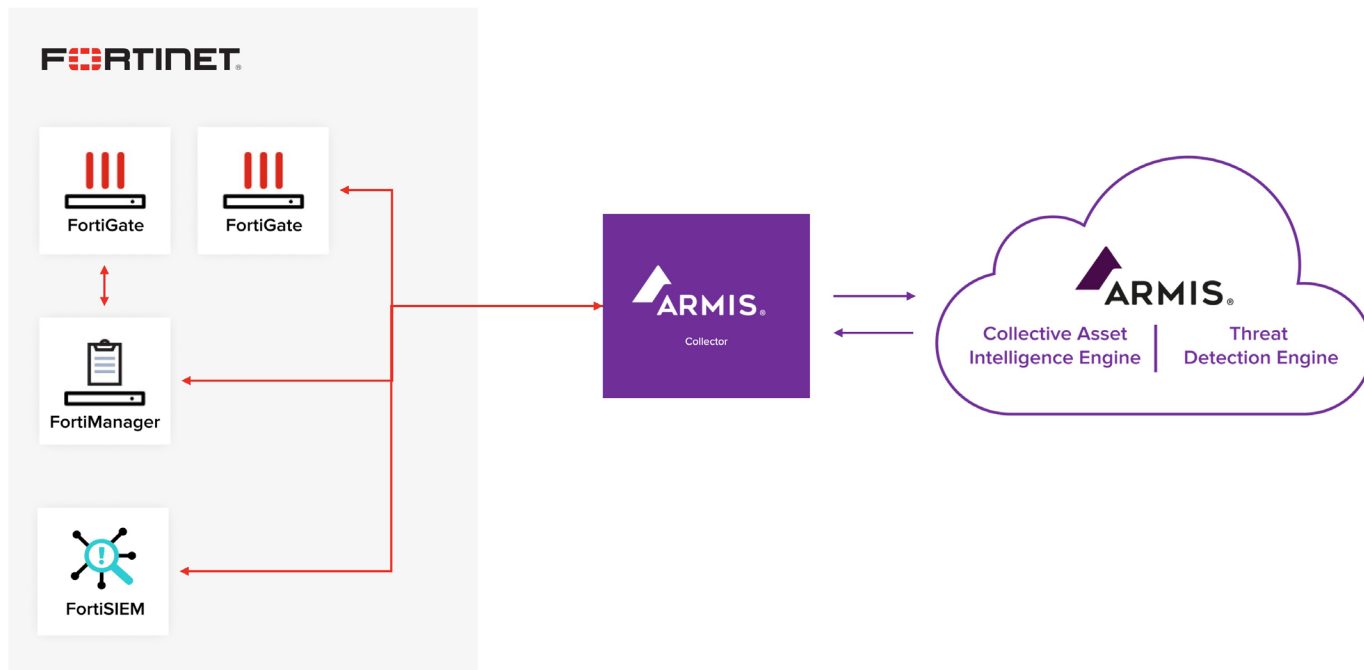 FORTINET®
FortiGate
FortiGate
FortiManager
FortiSIEM
ARMIS®
Collector
ARMIS®
Collective Asset
Intelligence Engine
Threat
Detection Engine